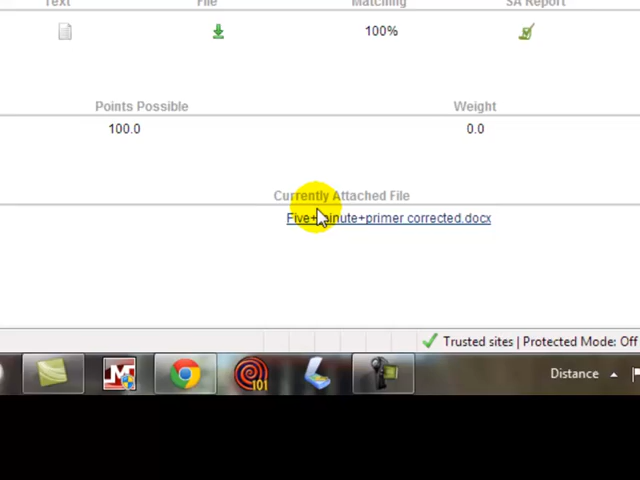 Text File Matching SA Report
100%
Points Possible Weight
100.0 0.0
Currently Attached File
Five+minute+primer corrected.docx
Trusted sites | Protected Mode: Off
M 101 Distance